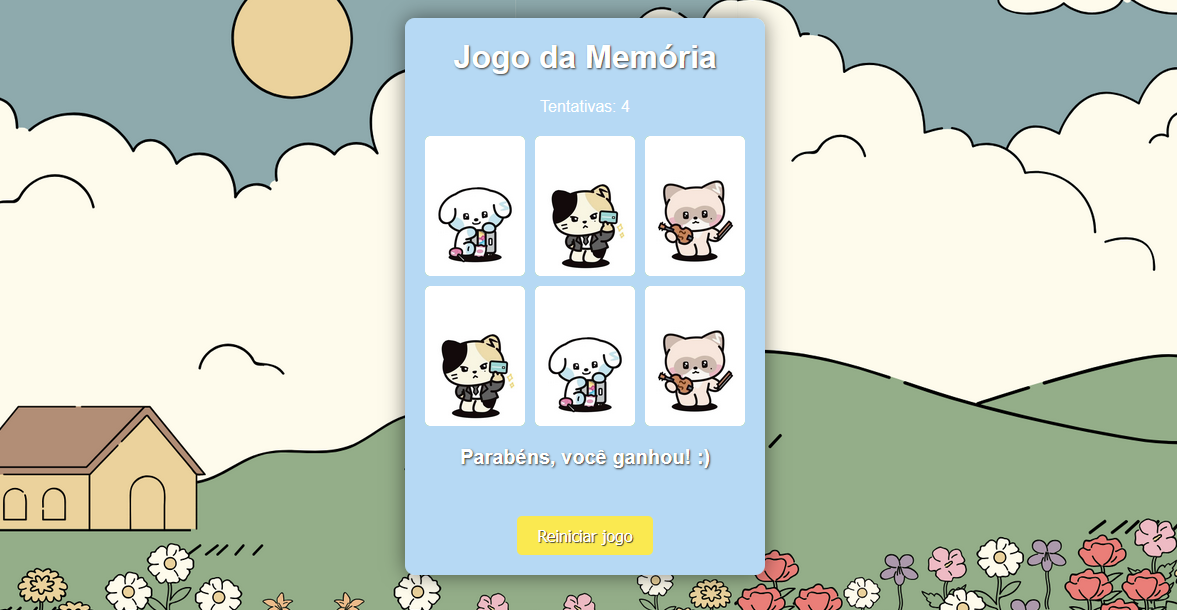 Jogo da Memória
Tentativas: 4
Parabéns, você ganhou! :)
Reiniciar jogo